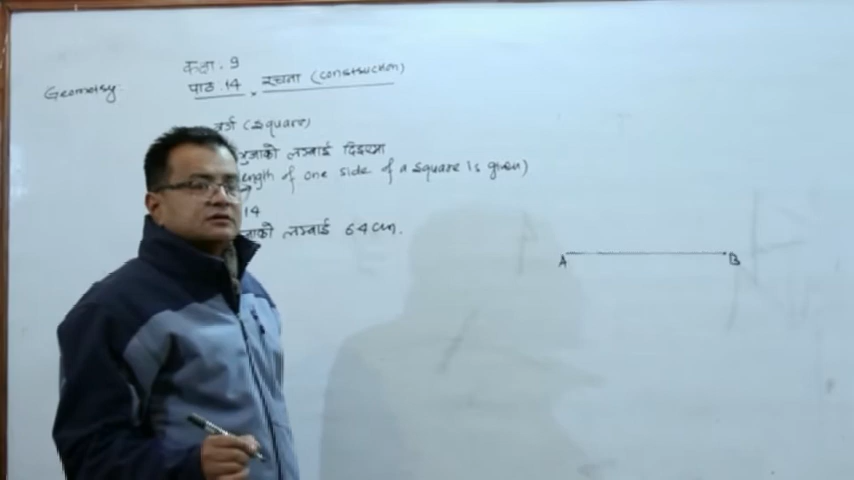 कक्षा . 9
Geometry. पाठ .14 रचना (construction)
वर्ग (square)
भुजाको लम्बाई दिइएमा
ength of one side of a square is given)
14
को लम्बाई 6.4 cm.
A B